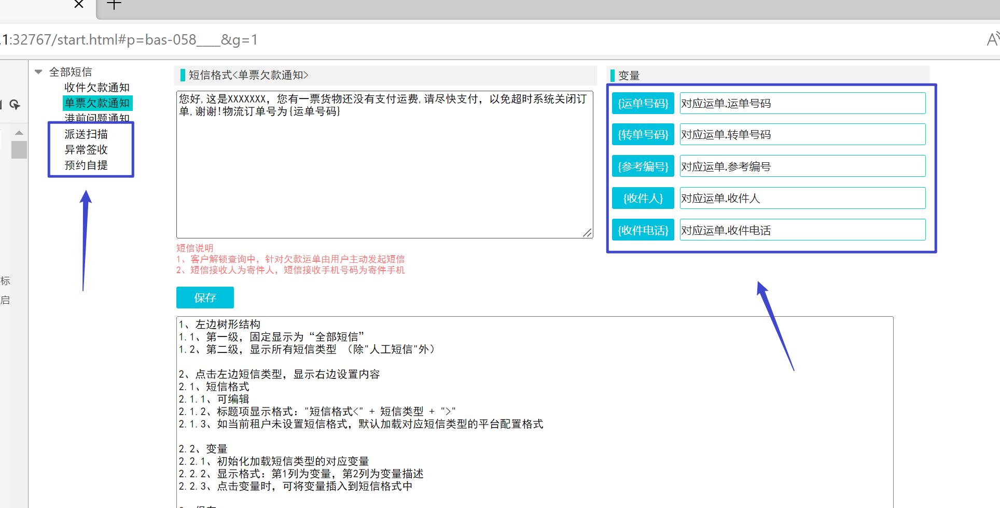 1:32767/start.html#p=bas-058___&g=1
全部短信
收件欠款通知
单票欠款通知
港前问题通知
派送扫描
异常签收
预约自提
标
启
短信格式<单票欠款通知>
您好,这是XXXXXXX，您有一票货物还没有支付运费,请尽快支付，以免超时系统关闭订
单,谢谢!物流订单号为{运单号码}
短信说明
1、客户解锁查询中，针对欠款运单由用户主动发起短信
2、短信接收人为寄件人，短信接收手机号码为寄件手机
保存
变量
{运单号码} 对应运单.运单号码
{转单号码} 对应运单.转单号码
{参考编号} 对应运单.参考编号
{收件人} 对应运单.收件人
{收件电话} 对应运单.收件电话
1、左边树形结构
1.1、第一级，固定显示为“全部短信”
1.2、第二级，显示所有短信类型 （除"人工短信"外）
2、点击左边短信类型，显示右边设置内容
2.1、短信格式
2.1.1、可编辑
2.1.2、标题项显示格式："短信格式<" + 短信类型 + ">"
2.1.3、如当前租户未设置短信格式，默认加载对应短信类型的平台配置格式
2.2、变量
2.2.1、初始化加载短信类型的对应变量
2.2.2、显示格式：第1列为变量，第2列为变量描述
2.2.3、点击变量时，可将变量插入到短信格式中